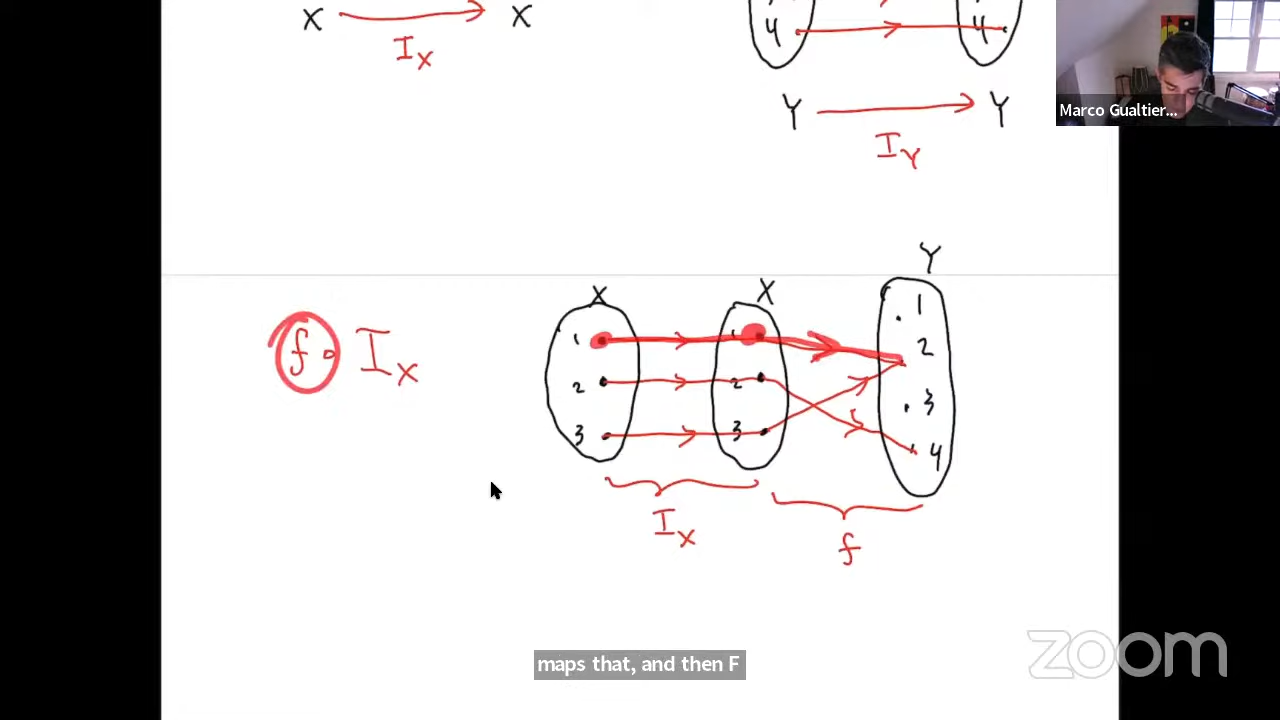 4 4
X X
I_X
Marco Gualtier...
Y Y
I_Y
Y
X X
f ∘ I_X
1 1 1
2 2 2
3 3 3
4
I_X f
maps that, and then F
zoom